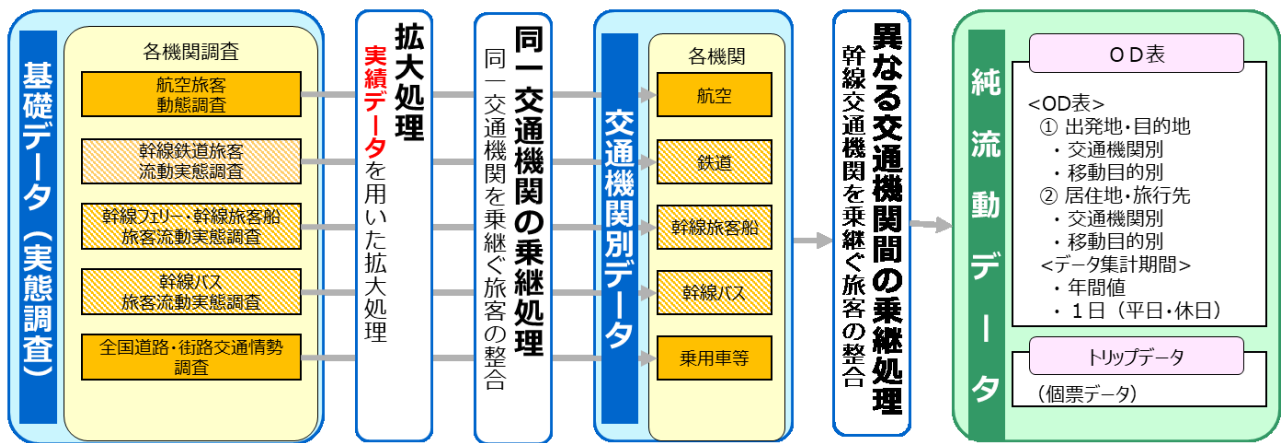 基礎データ（実態調査）
各機関調査
航空旅客
動態調査
幹線鉄道旅客
流動実態調査
幹線フェリー・幹線旅客船
旅客流動実態調査
幹線バス
旅客流動実態調査
全国道路・街路交通情勢
調査
拡大処理
実績データを用いた拡大処理
同一交通機関の乗継処理
同一交通機関を乗継ぐ旅客の整合
交通機関別データ
各機関
航空
鉄道
幹線旅客船
幹線バス
乗用車等
異なる交通機関間の乗継処理
幹線交通機関を乗継ぐ旅客の整合
純流動データ
ＯＤ表
<OD表>
① 出発地・目的地
・交通機関別
・移動目的別
② 居住地・旅行先
・交通機関別
・移動目的別
<データ集計期間>
・年間値
・１日（平日・休日）
トリップデータ
（個票データ）